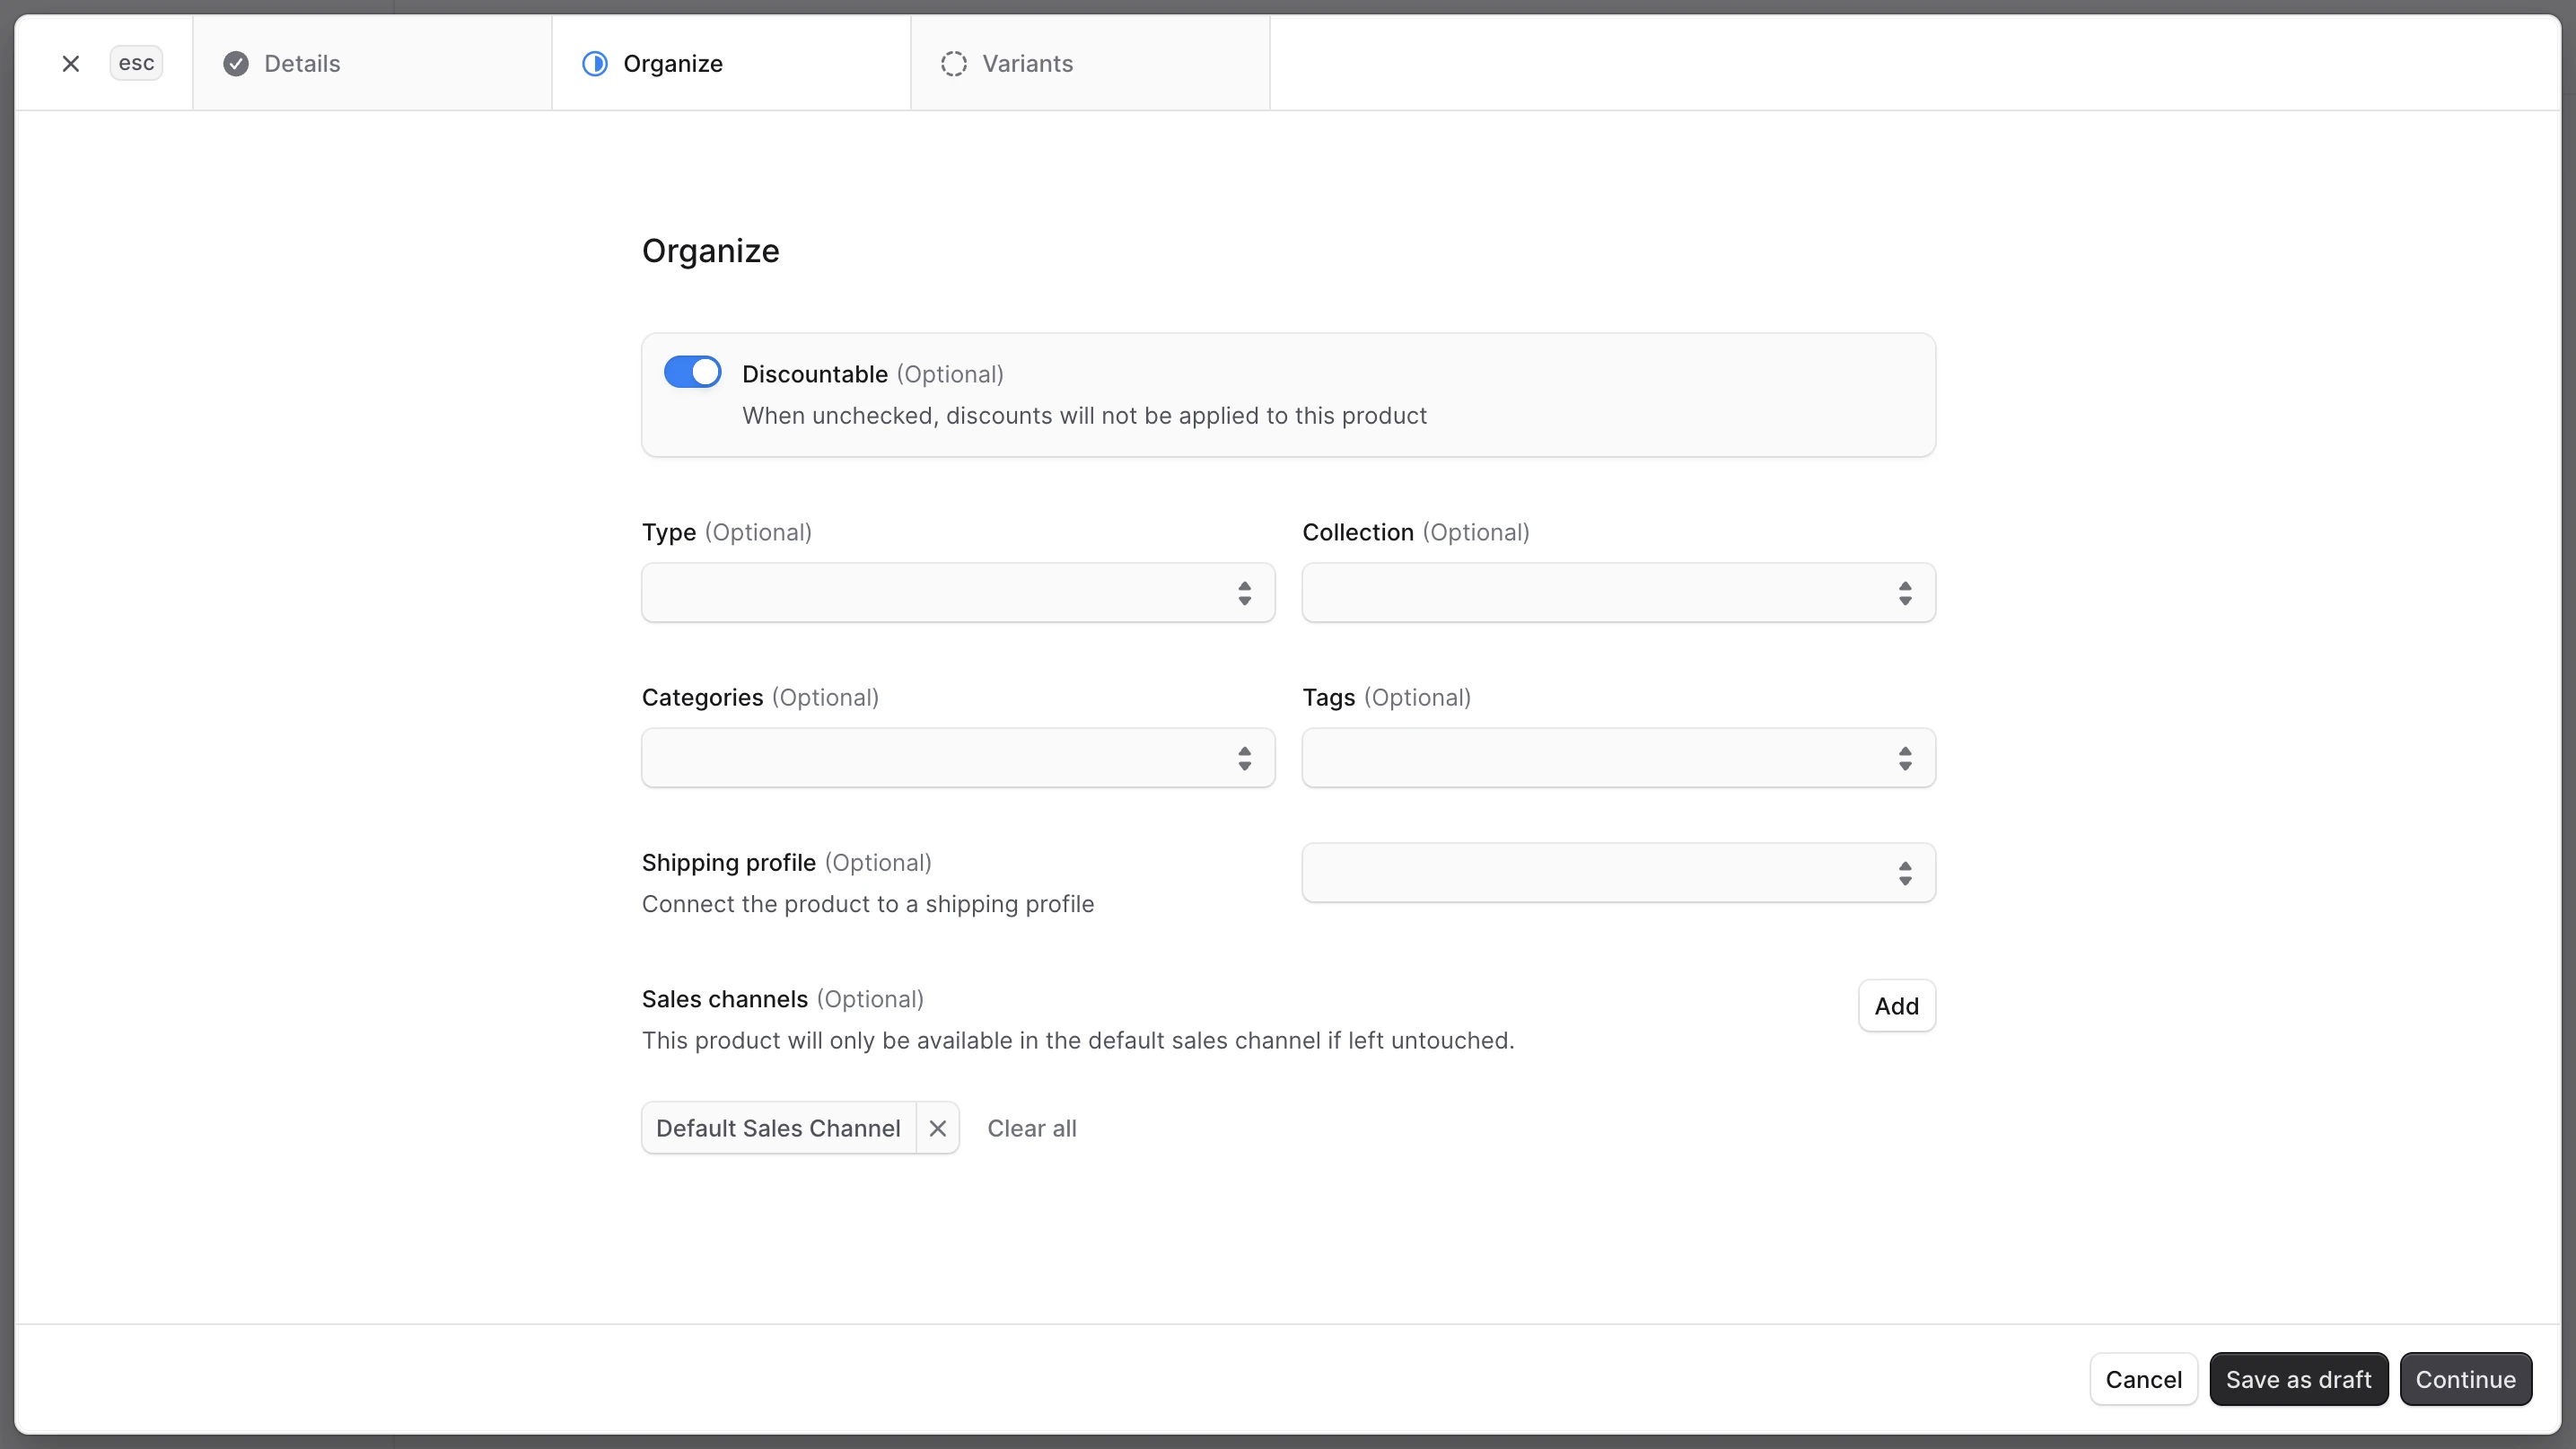 esc
Details
Organize
Variants
Organize
Discountable (Optional)
When unchecked, discounts will not be applied to this product
Type (Optional)
Collection (Optional)
Categories (Optional)
Tags (Optional)
Shipping profile (Optional)
Connect the product to a shipping profile
Sales channels (Optional)
This product will only be available in the default sales channel if left untouched.
Add
Default Sales Channel
Clear all
Cancel
Save as draft
Continue